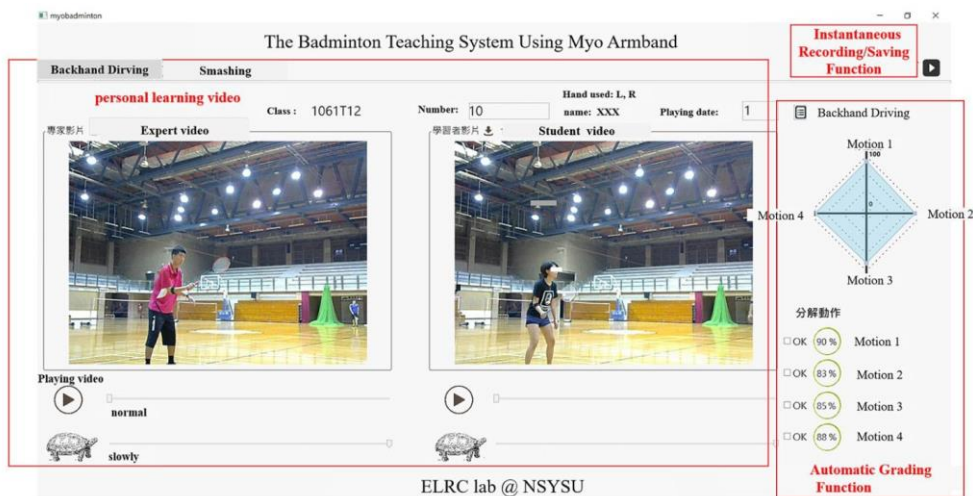 myobadminton
The Badminton Teaching System Using Myo Armband
Instantaneous
Recording/Saving
Function
Backhand Dirving
Smashing
personal learning video
Class : 1061T12
Number: 10
Hand used: L, R
name: XXX
Playing date: 1
專家影片
Expert video
學習者影片
Student video
Backhand Driving
Motion 1
100
0
Motion 4
Motion 2
Motion 3
分解動作
OK 90 % Motion 1
OK 83 % Motion 2
OK 85 % Motion 3
OK 88 % Motion 4
Playing video
normal
slowly
Automatic Grading
Function
ELRC lab @ NSYSU